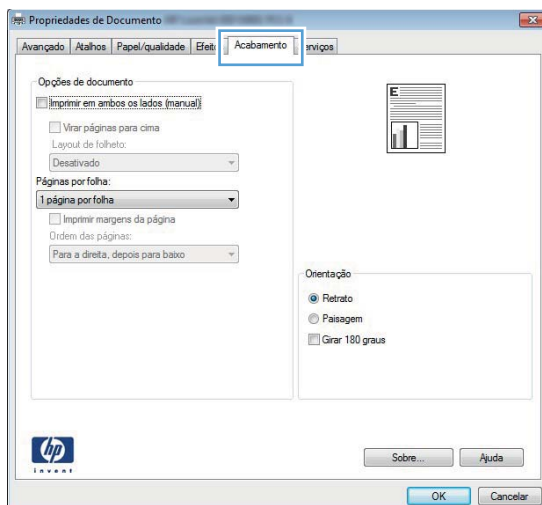 Propriedades de Documento
Avançado Atalhos Papel/qualidade Acabamento
Opções de documento
Imprimir em ambos os lados (manual)
Virar páginas para cima
Layout de folheto:
Desativado
Páginas por folha:
1 página por folha
Imprimir margens da página
Ordem das páginas:
Para a direita, depois para baixo
E
Orientação
Retrato
Paisagem
Girar 180 graus
hp
invent
Sobre... Ajuda
OK Cancelar